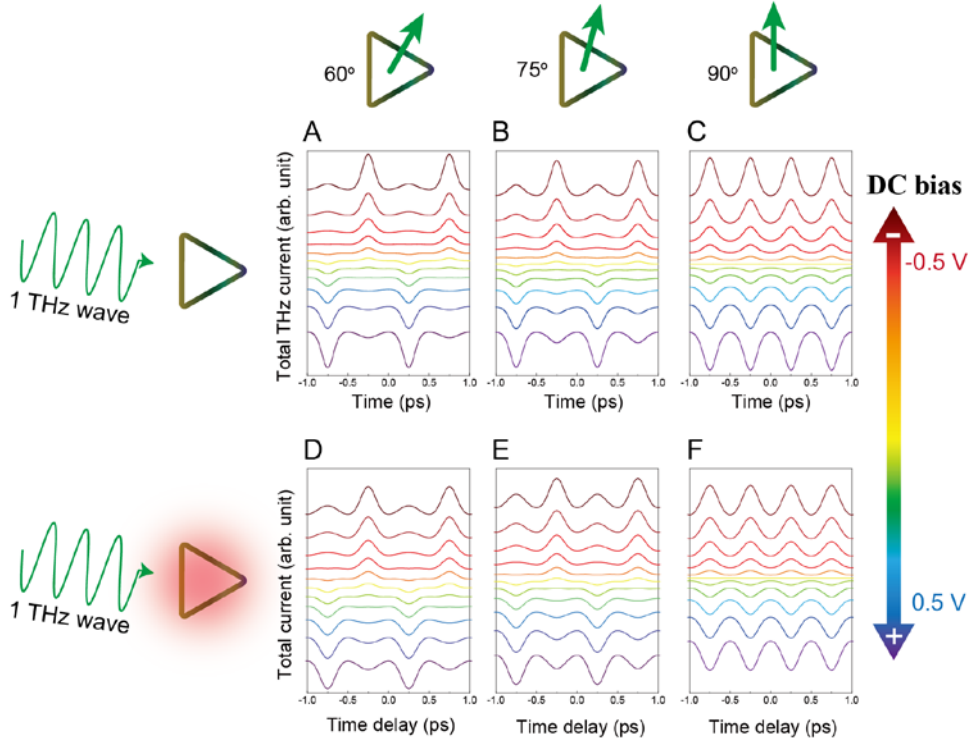 60º
75º
90º
A
B
C
DC bias
Total THz current (arb. unit)
1 THz wave
-
-0.5 V
-1.0 -0.5 0.0 0.5 1.0
-1.0 -0.5 0.0 0.5 1.0
-1.0 -0.5 0.0 0.5 1.0
Time (ps)
Time (ps)
Time (ps)
D
E
F
Total current (arb. unit)
1 THz wave
0.5 V
+
-1.0 -0.5 0.0 0.5 1.0
-1.0 -0.5 0.0 0.5 1.0
-1.0 -0.5 0.0 0.5 1.0
Time delay (ps)
Time delay (ps)
Time delay (ps)